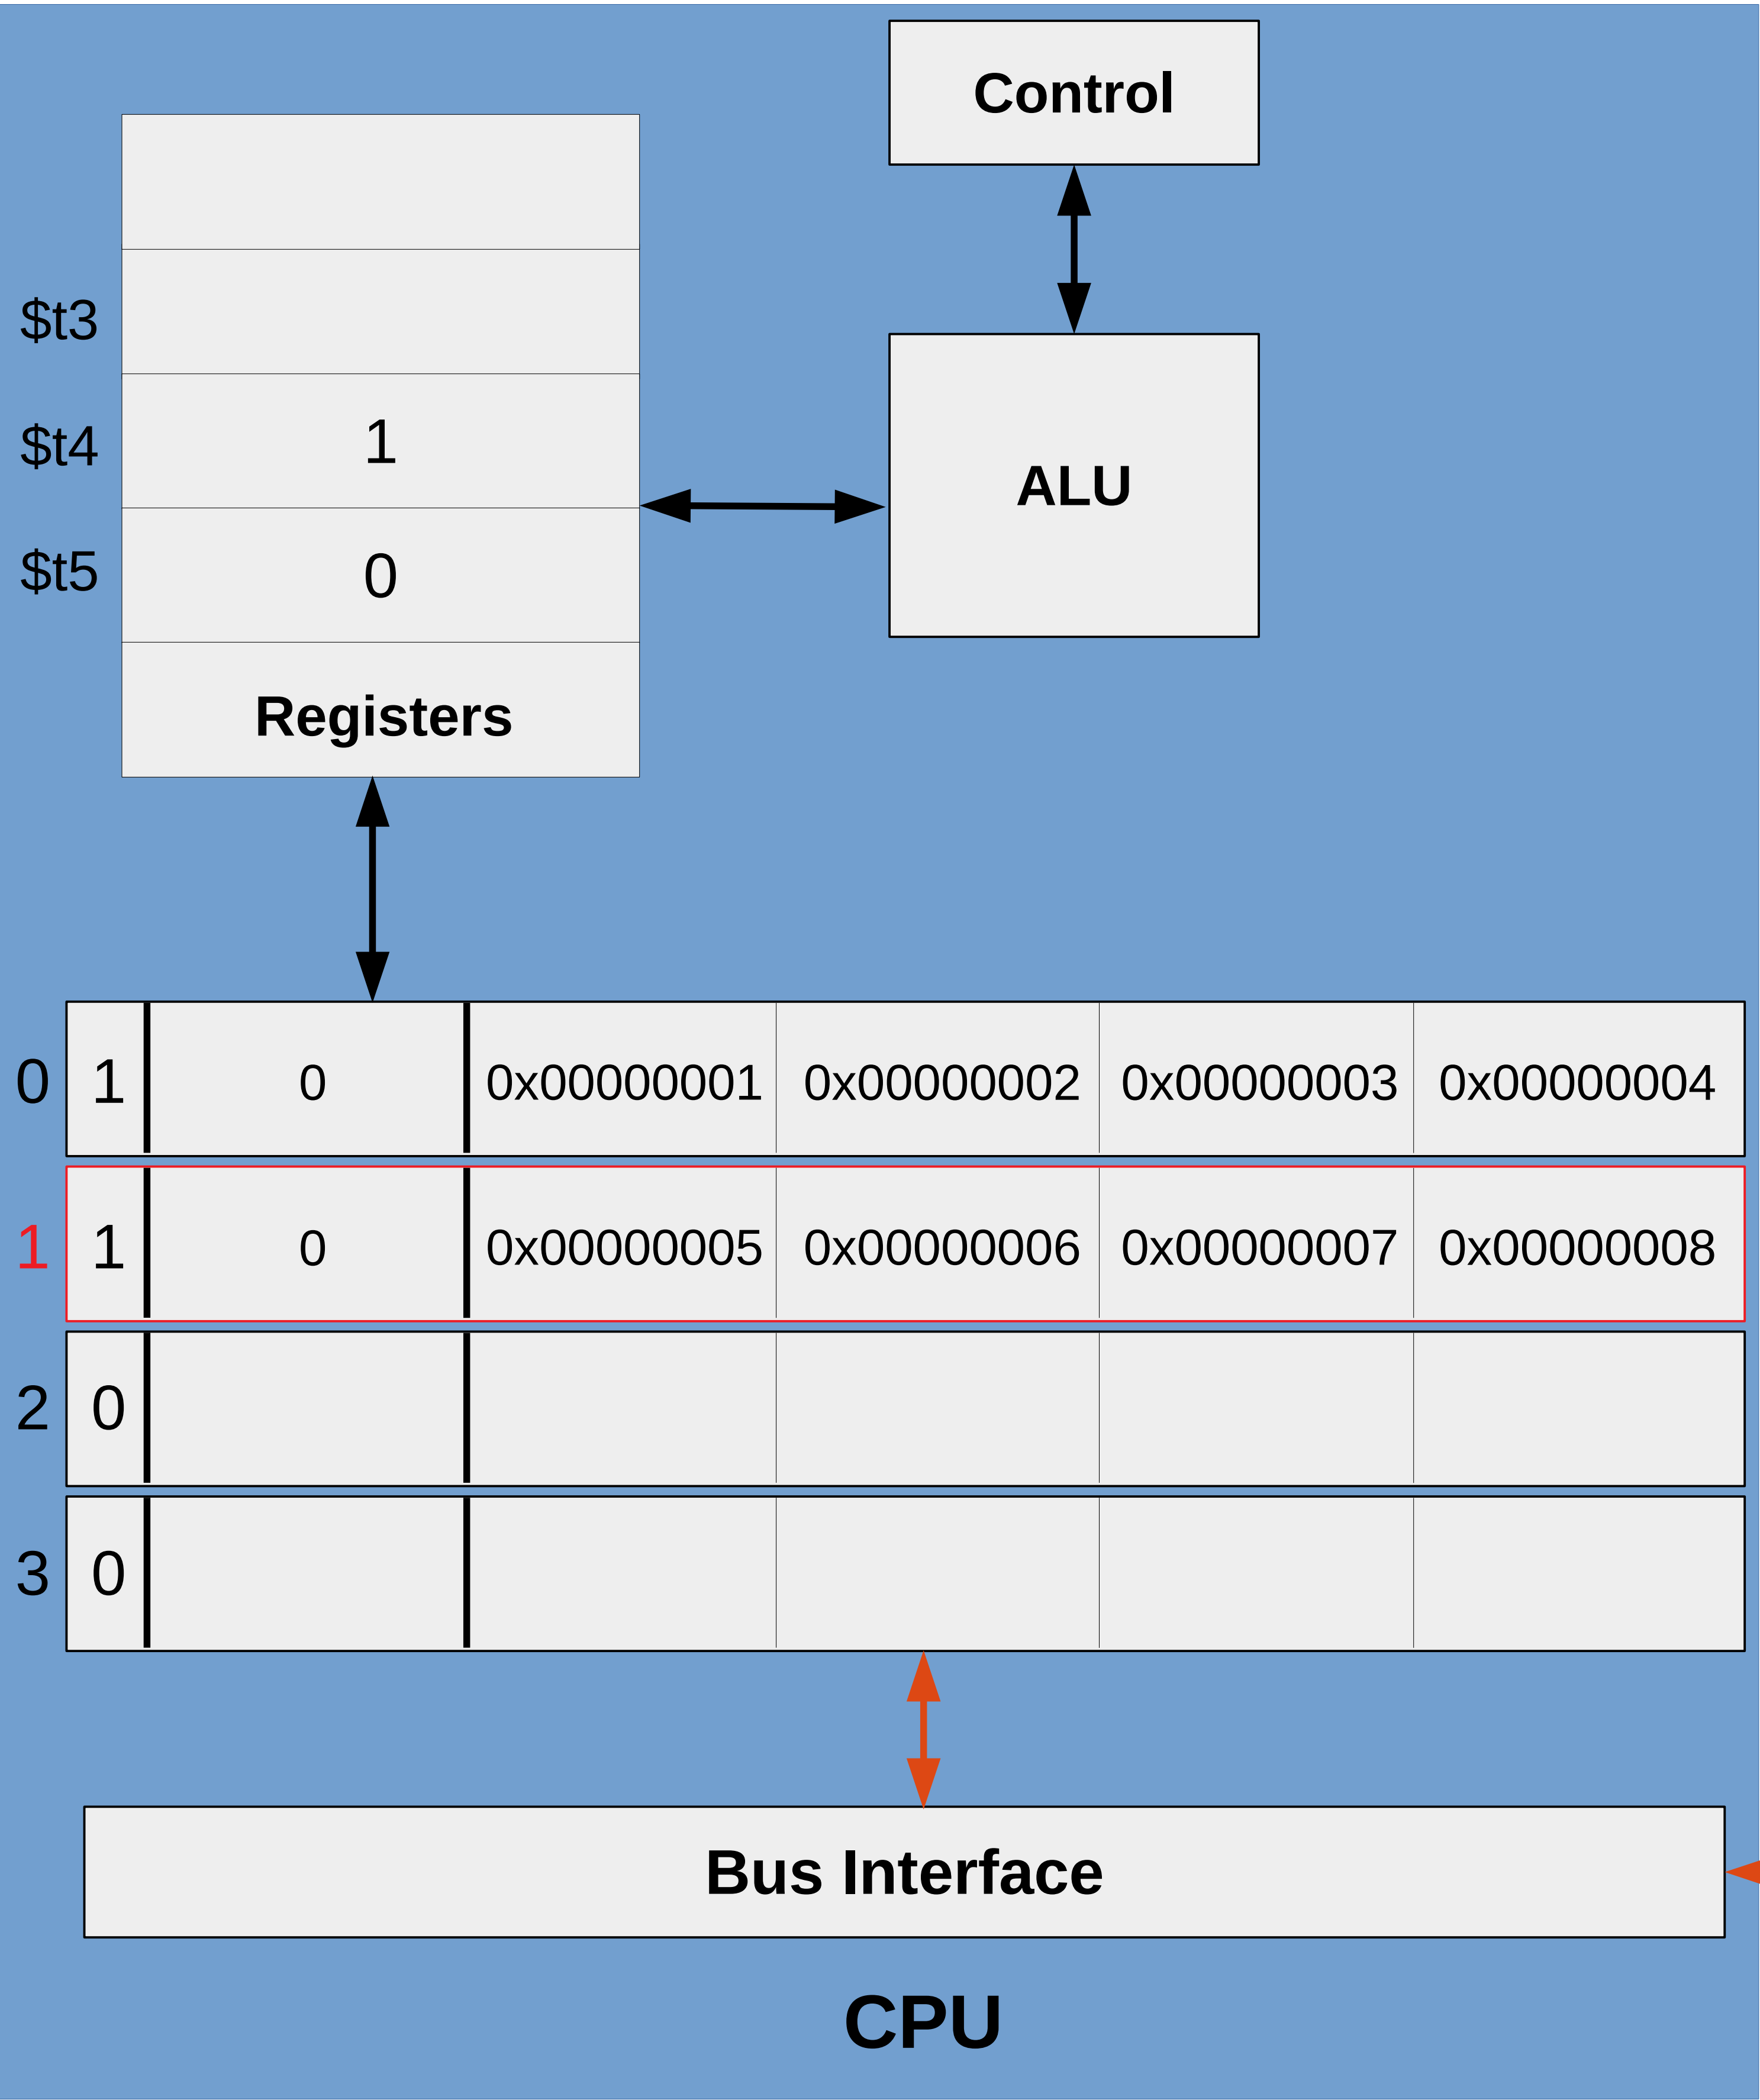 Control
$t3
$t4 1
ALU
$t5 0
Registers
0 1 0 0x00000001 0x00000002 0x00000003 0x00000004
1 1 0 0x00000005 0x00000006 0x00000007 0x00000008
2 0
3 0
Bus Interface
CPU